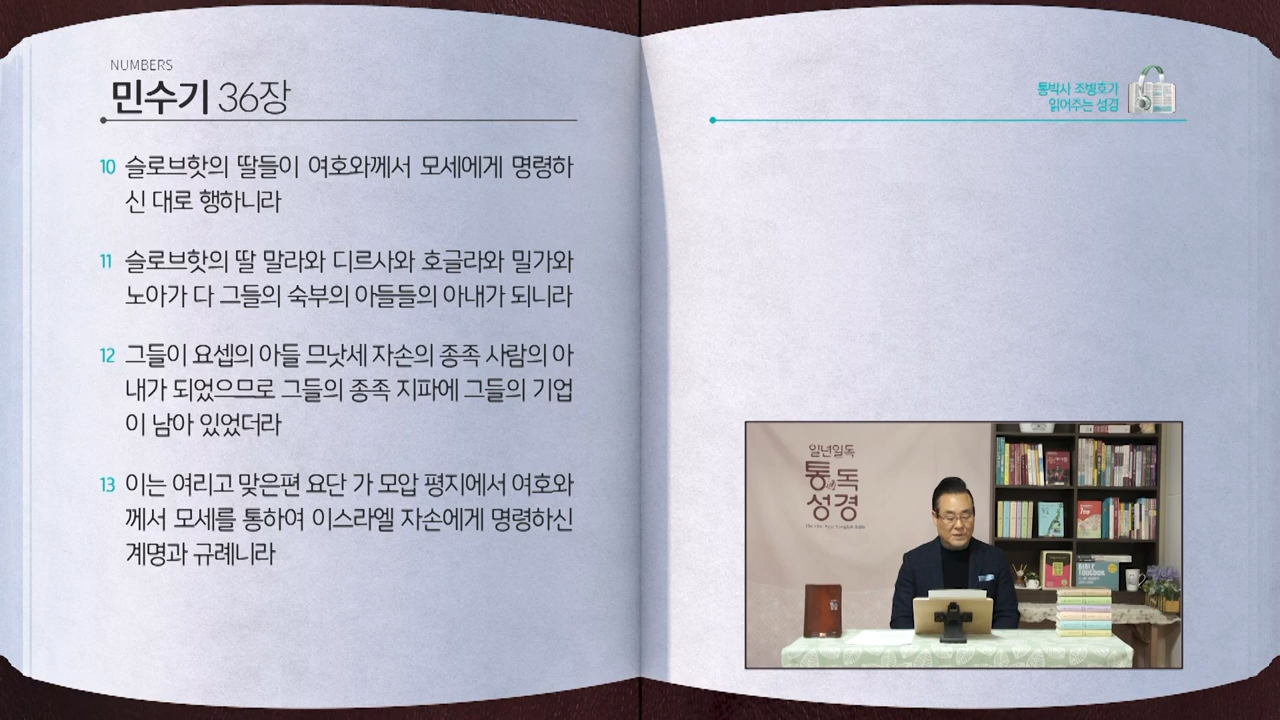 NUMBERS
민수기 36장
10 슬로브핫의 딸들이 여호와께서 모세에게 명령하
신 대로 행하니라
11 슬로브핫의 딸 말라와 디르사와 호글라와 밀가와
노아가 다 그들의 숙부의 아들들의 아내가 되니라
12 그들이 요셉의 아들 므낫세 자손의 종족 사람의 아
내가 되었으므로 그들의 종족 지파에 그들의 기업
이 남아 있었더라
13 이는 여리고 맞은편 요단 가 모압 평지에서 여호와
께서 모세를 통하여 이스라엘 자손에게 명령하신
계명과 규례니라
통박사 조병호가
읽어주는 성경
일년일독
통독
성경
BIBLE
TONGDOK